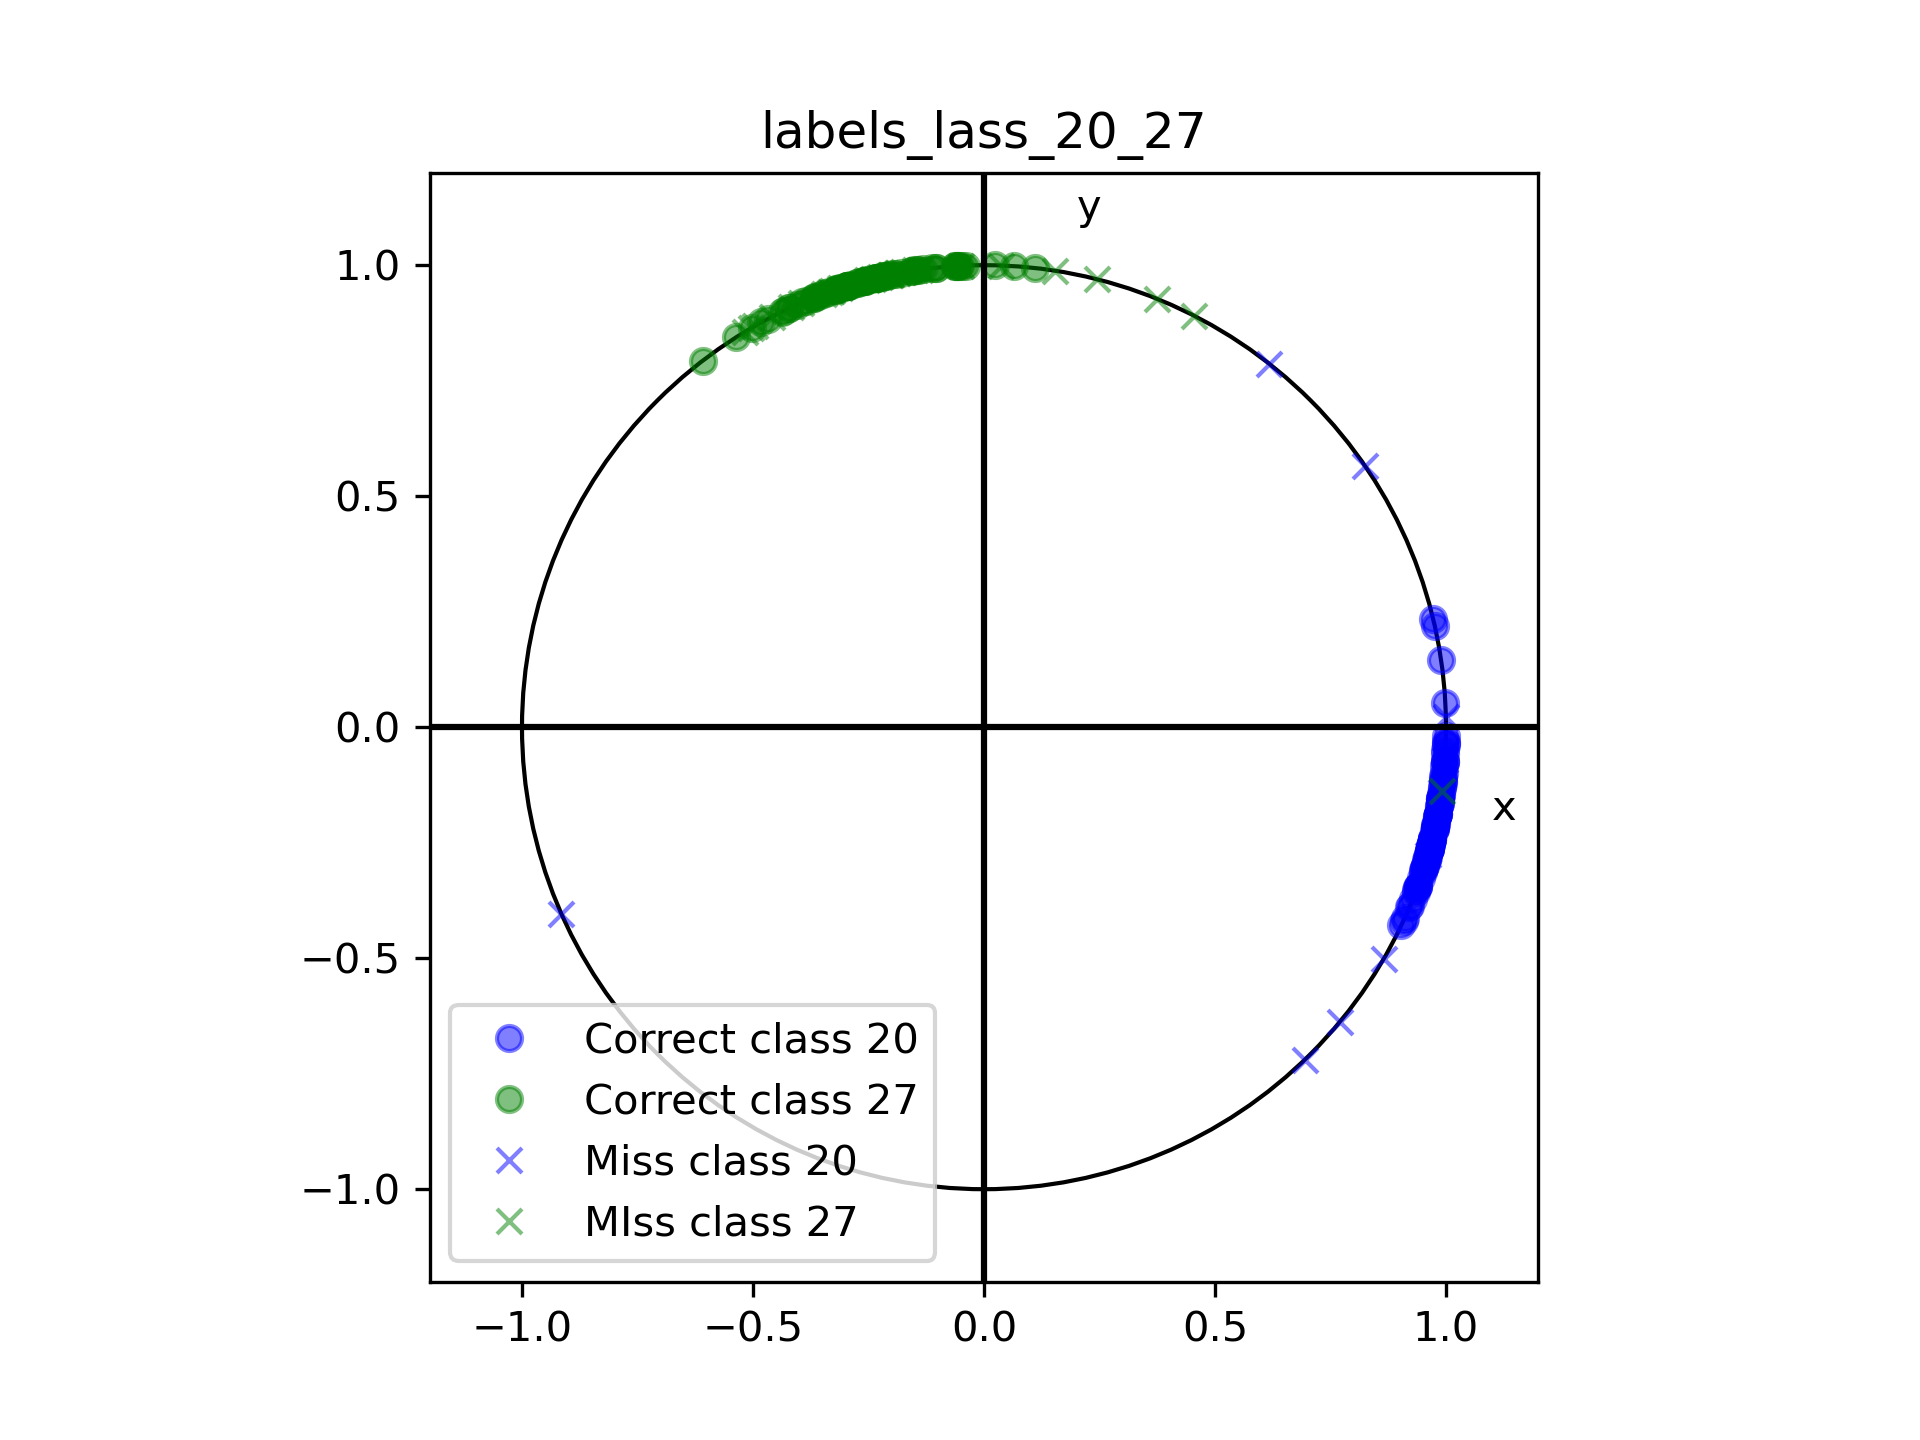 labels_lass_20_27
y
1.0
0.5
0.0
−0.5
−1.0
x
Correct class 20
Correct class 27
Miss class 20
MIss class 27
−1.0 −0.5 0.0 0.5 1.0